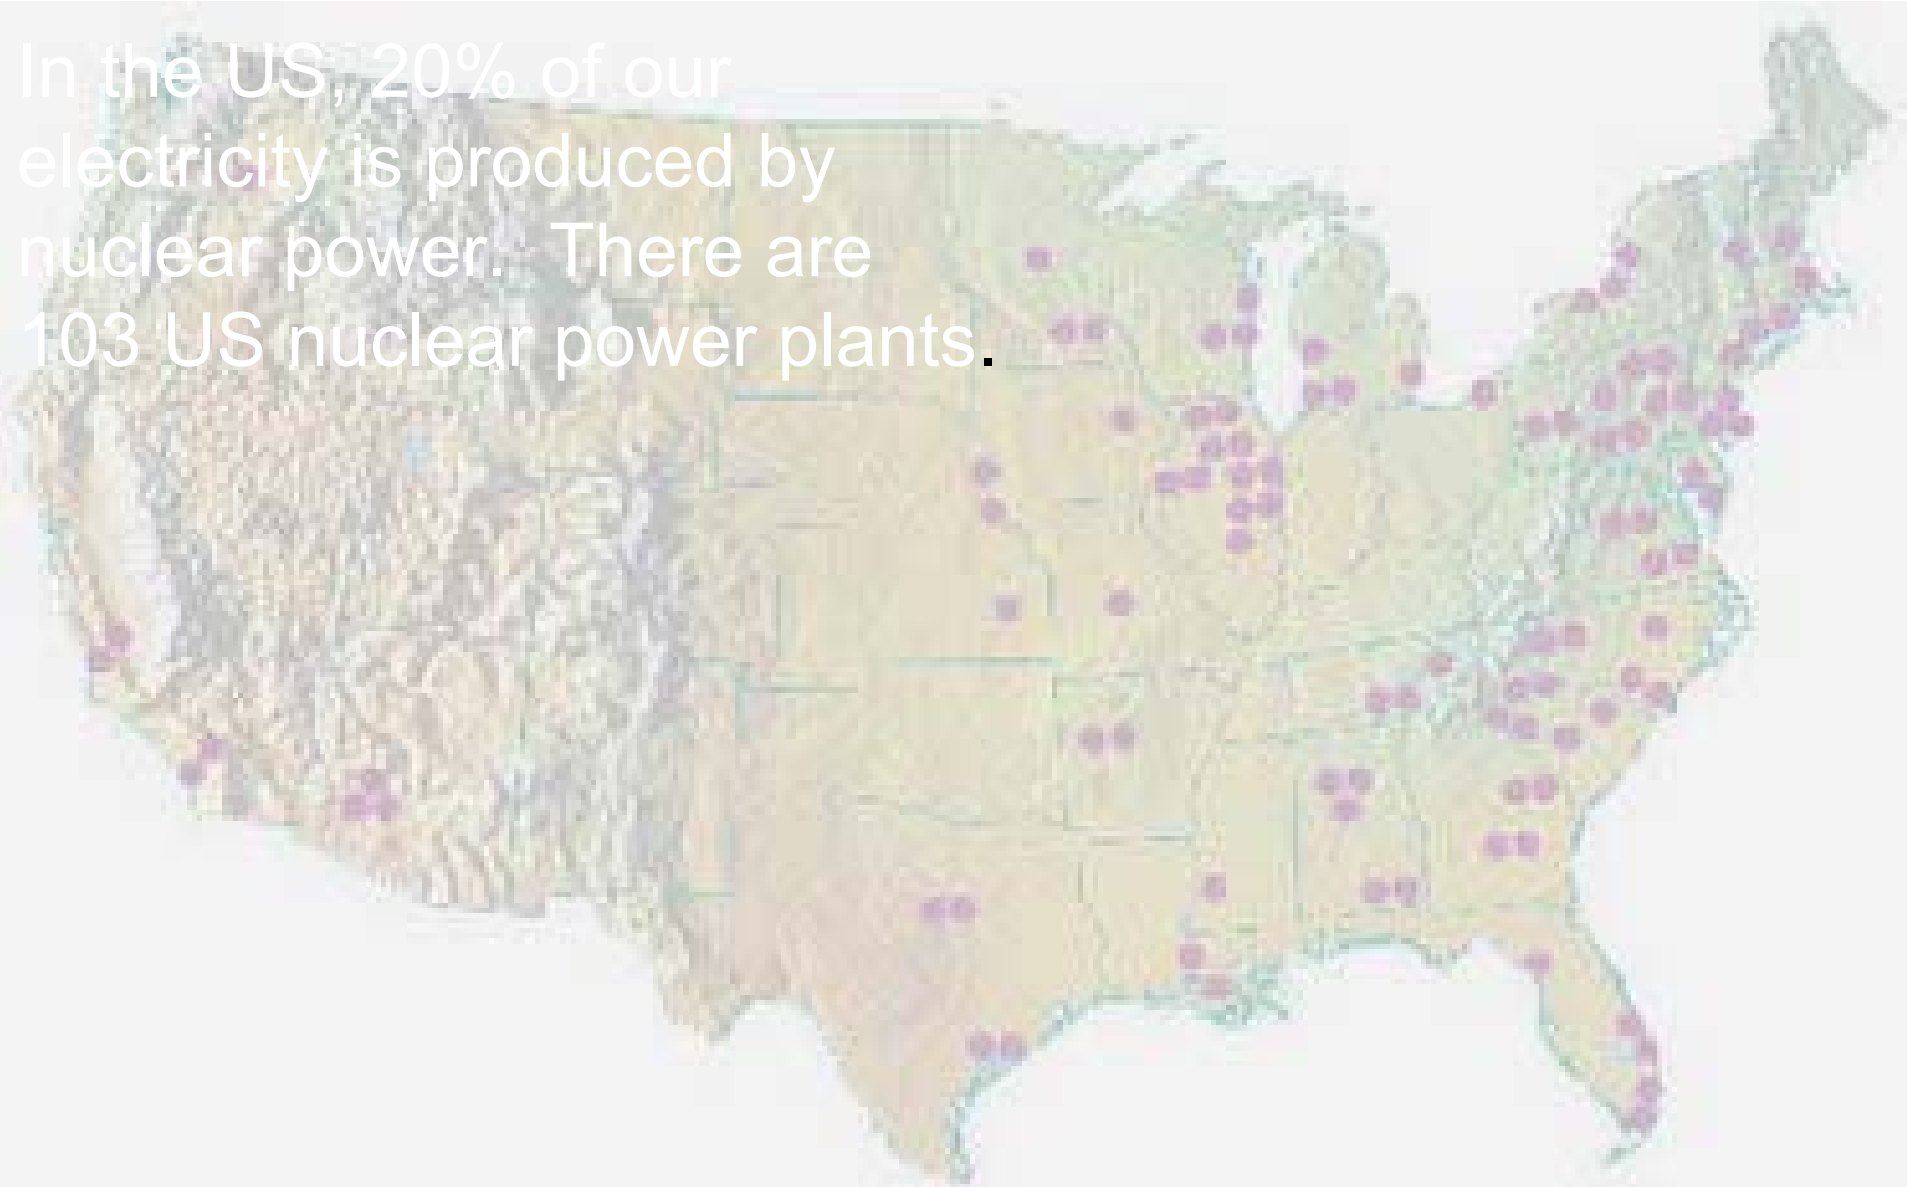 In the US, 20% of our
electricity is produced by
nuclear power.  There are
103 US nuclear power plants.